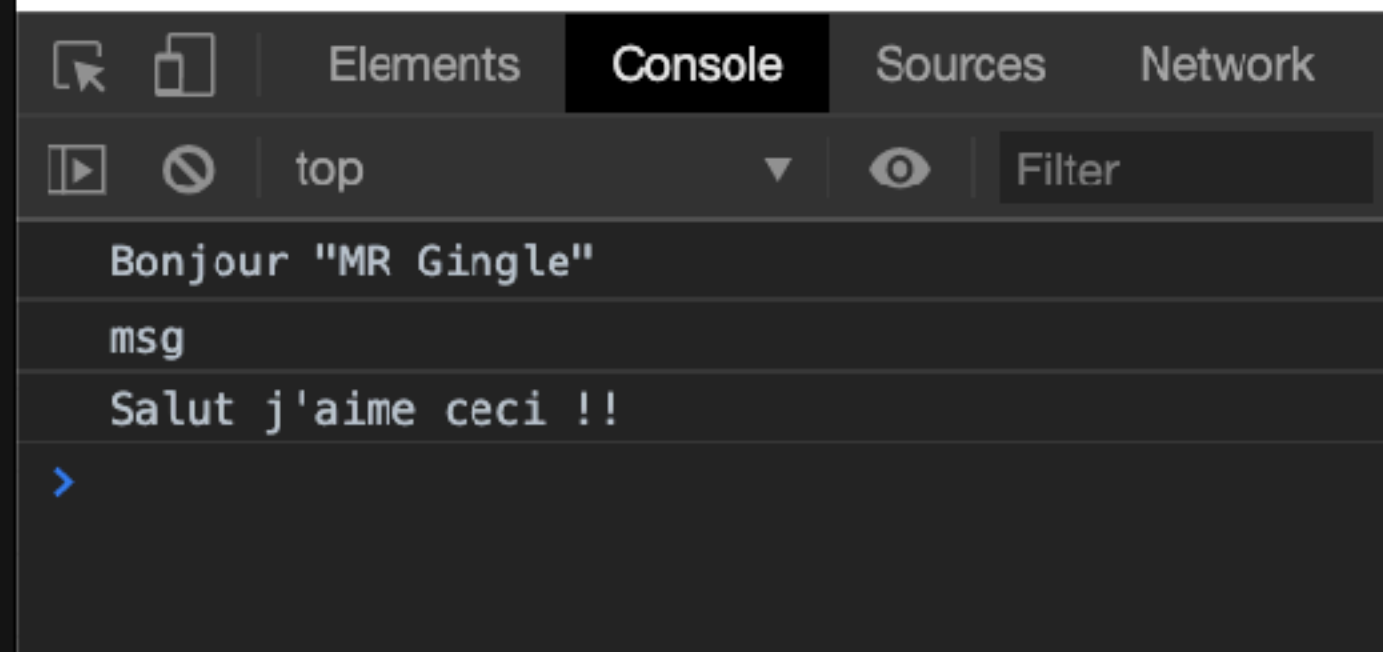 Elements Console Sources Network
top Filter
Bonjour "MR Gingle"
msg
Salut j'aime ceci !!